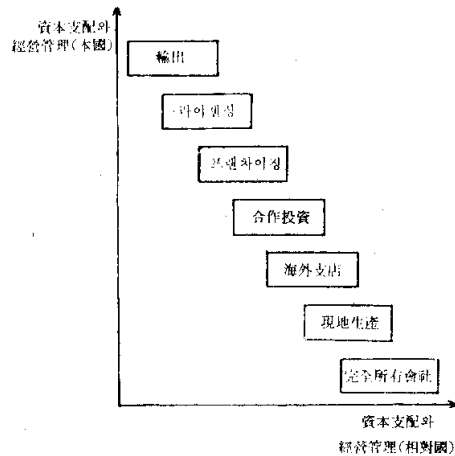 資本支配와
經營管理(本國)
輸出
라이센싱
프랜차이징
合作投資
海外支店
現地生産
完全所有會社
資本支配와
經營管理(相對國)